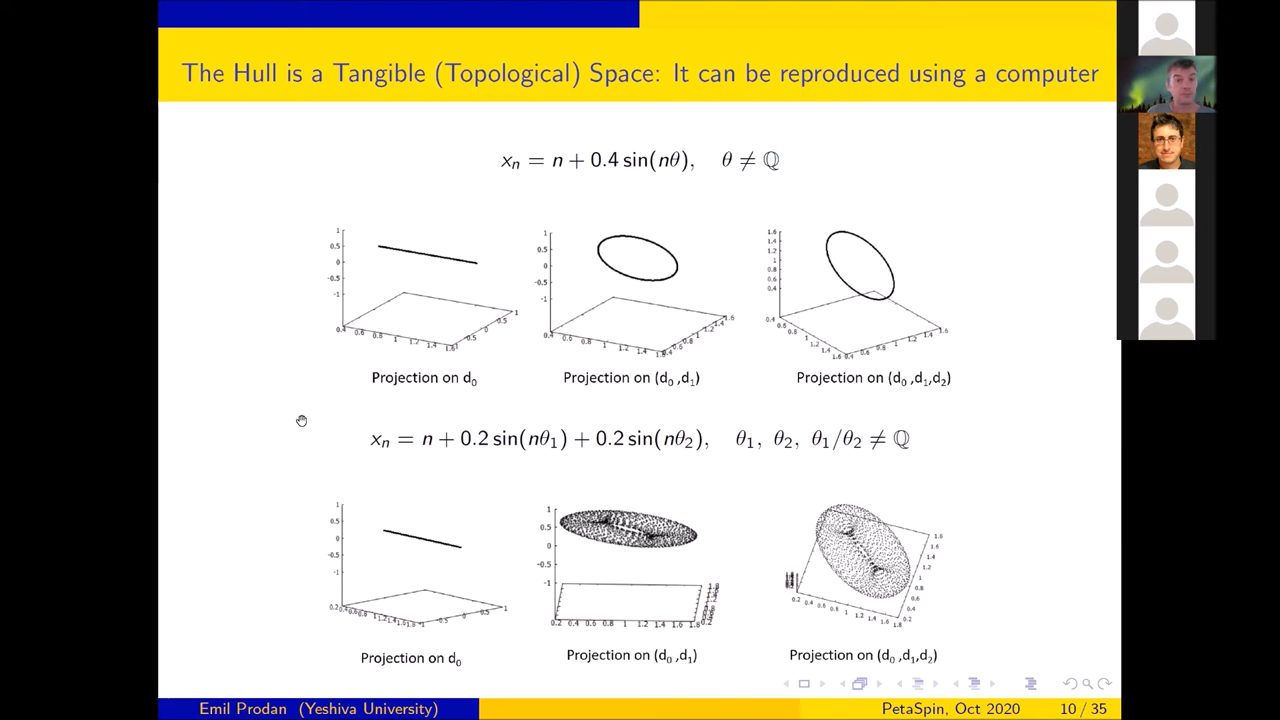 The Hull is a Tangible (Topological) Space: It can be reproduced using a computer
xₙ = n + 0.4 sin(nθ), θ ≠ ℚ
Projection on d₀
Projection on (d₀ ,d₁)
Projection on (d₀ ,d₁,d₂)
xₙ = n + 0.2 sin(nθ₁) + 0.2 sin(nθ₂), θ₁, θ₂, θ₁/θ₂ ≠ ℚ
Projection on d₀
Projection on (d₀ ,d₁)
Projection on (d₀ ,d₁,d₂)
Emil Prodan (Yeshiva University)
PetaSpin, Oct 2020
10 / 35